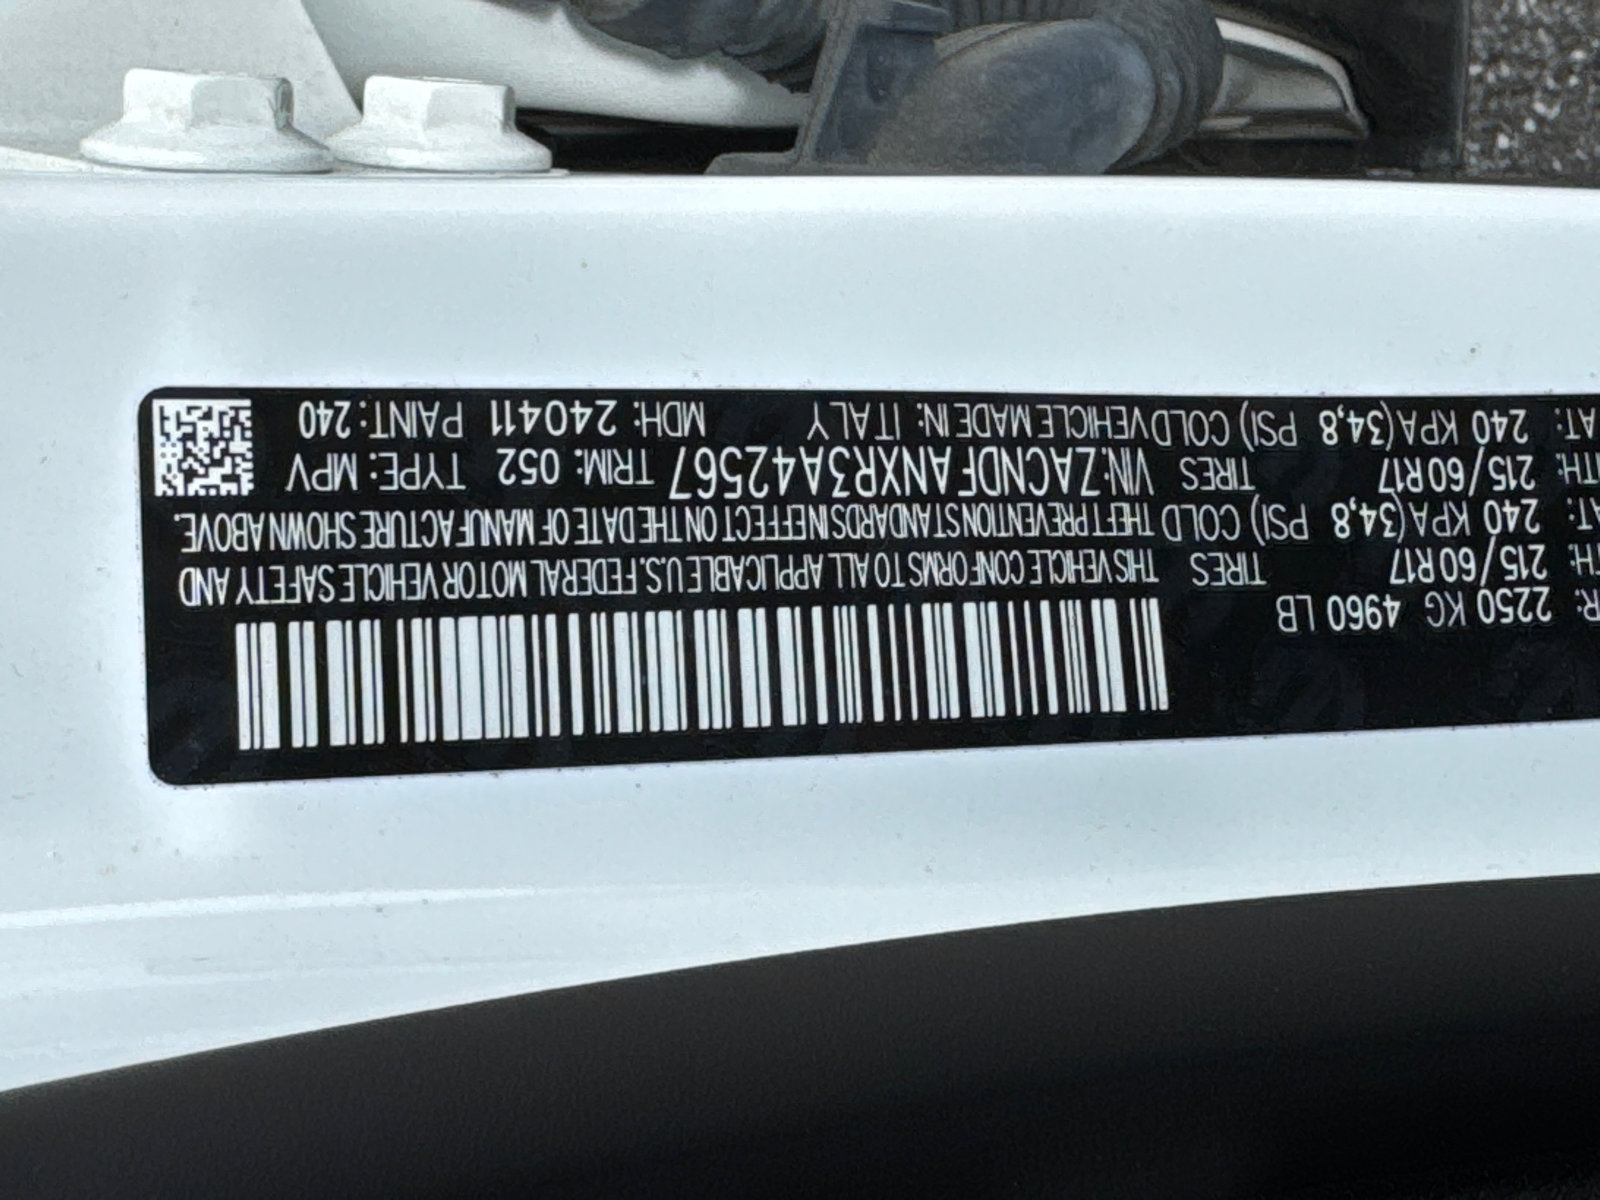 R: 2250 KG 4960 LB
TH: 215/60R17 TIRES
AT: 240 KPA(34,8 PSI) COLD
TH: 215/60R17 TIRES
AT: 240 KPA(34,8 PSI) COLD
THIS VEHICLE CONFORMS TO ALL APPLICABLE U.S. FEDERAL MOTOR VEHICLE SAFETY AND
THEFT PREVENTION STANDARDS IN EFFECT ON THE DATE OF MANUFACTURE SHOWN ABOVE.
VIN: ZACNDFANXR3A42567 TRIM: 052 TYPE: MPV
VEHICLE MADE IN: ITALY MDH: 240411 PAINT: 240